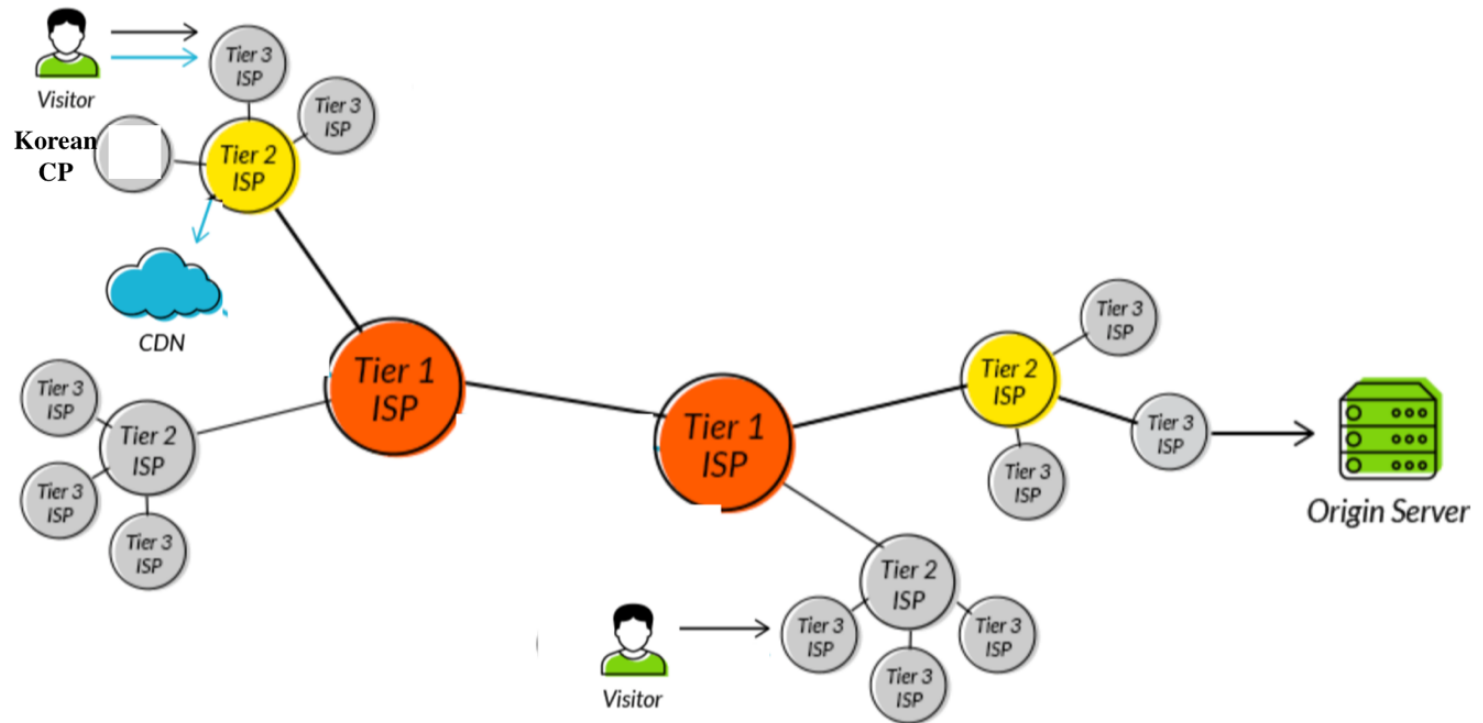 Tier 3
ISP
Visitor
Tier 3
ISP
Korean
CP
Tier 2
ISP
CDN
Tier 1
ISP
Tier 3
ISP
Tier 2
ISP
Tier 3
ISP
Tier 3
ISP
Tier 1
ISP
Tier 3
ISP
Tier 2
ISP
Tier 3
ISP
Tier 3
ISP
Origin Server
Tier 2
ISP
Tier 3
ISP
Tier 3
ISP
Tier 3
ISP
Visitor